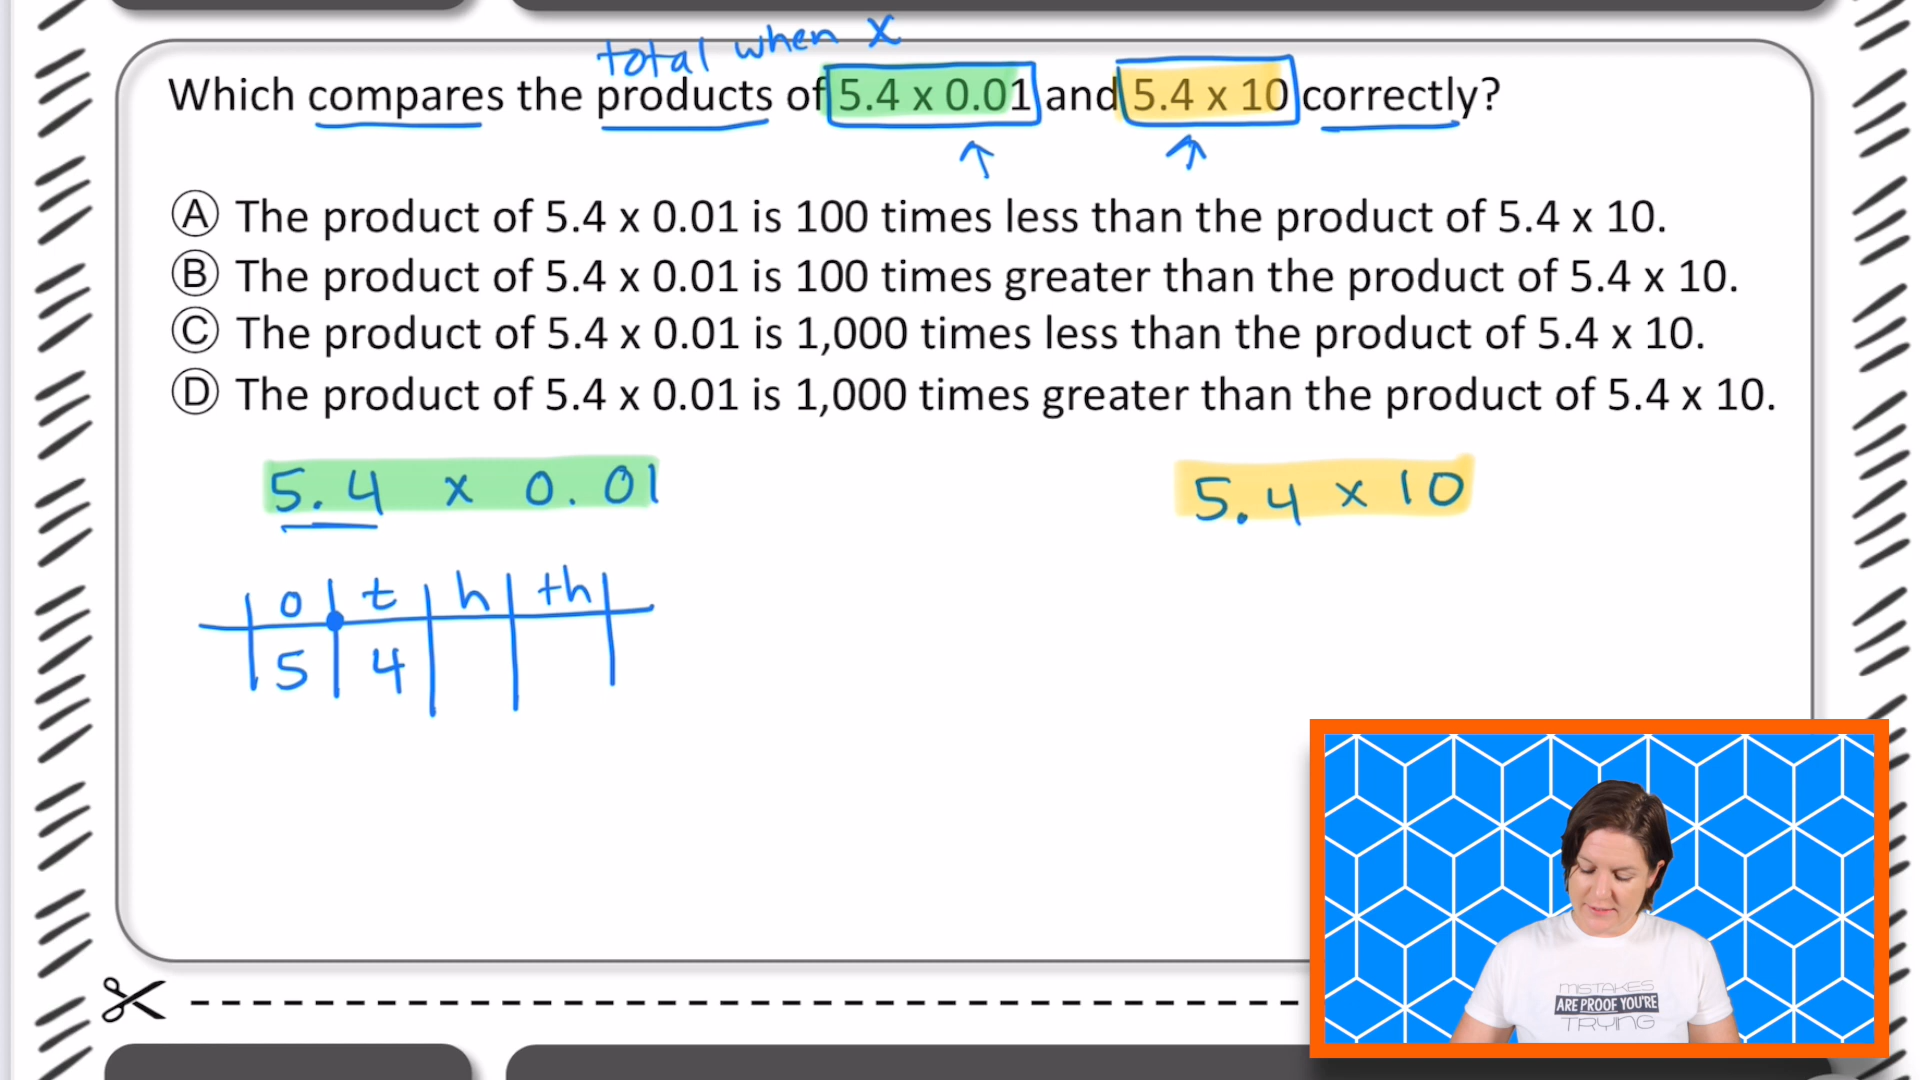 total when x
Which compares the products of 5.4 x 0.01 and 5.4 x 10 correctly?
Ⓐ The product of 5.4 x 0.01 is 100 times less than the product of 5.4 x 10.
Ⓑ The product of 5.4 x 0.01 is 100 times greater than the product of 5.4 x 10.
Ⓒ The product of 5.4 x 0.01 is 1,000 times less than the product of 5.4 x 10.
Ⓓ The product of 5.4 x 0.01 is 1,000 times greater than the product of 5.4 x 10.
5.4 x 0.01
5.4 x 10
o t h th
5 4
MISTAKES
ARE PROOF YOU'RE
TRYING